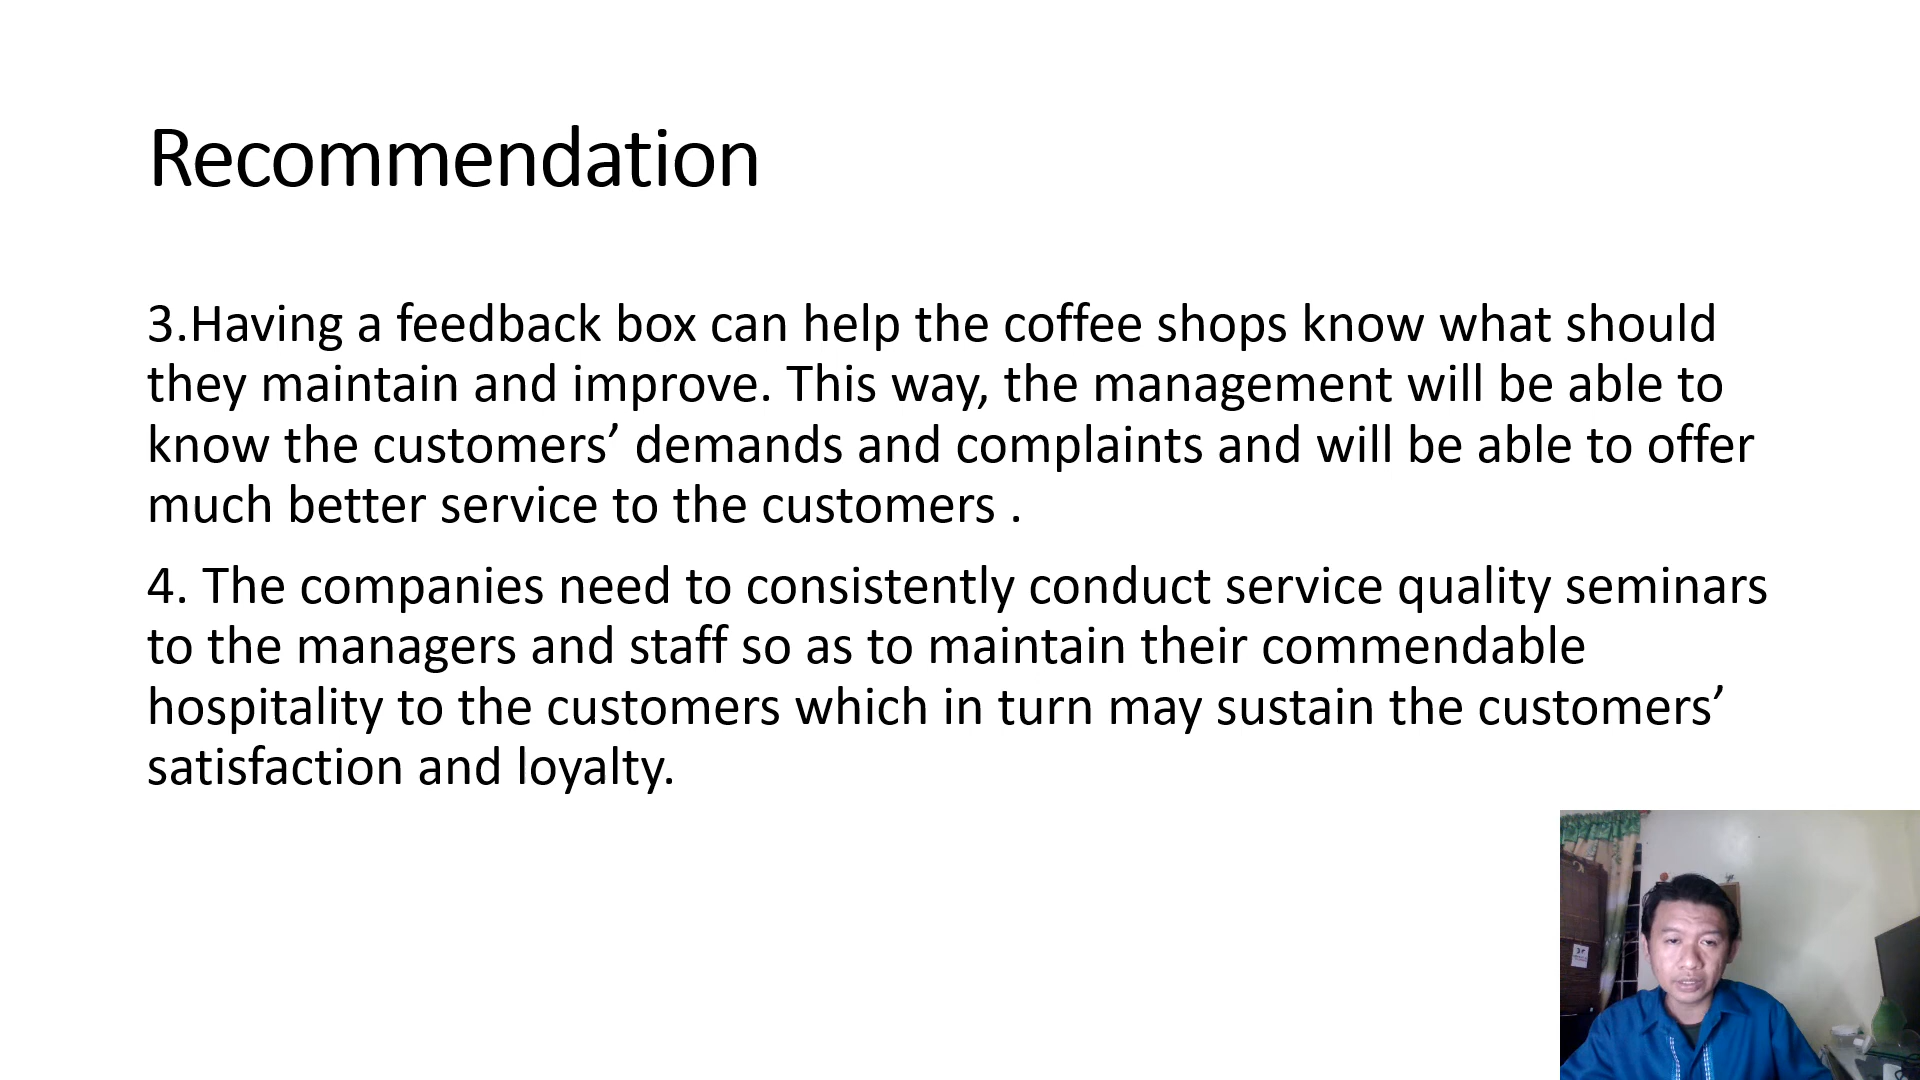 Recommendation
3.Having a feedback box can help the coffee shops know what should
they maintain and improve. This way, the management will be able to
know the customers’ demands and complaints and will be able to offer
much better service to the customers .
4. The companies need to consistently conduct service quality seminars
to the managers and staff so as to maintain their commendable
hospitality to the customers which in turn may sustain the customers’
satisfaction and loyalty.